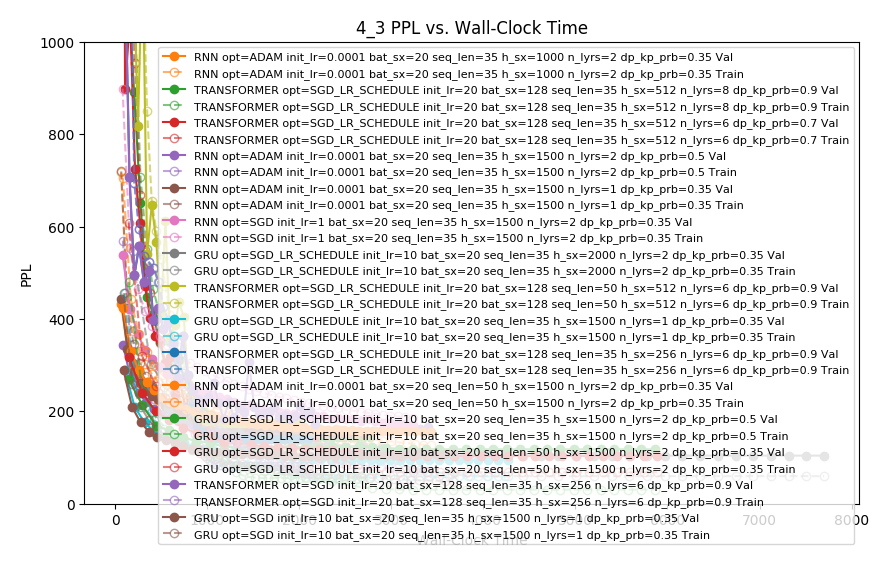 4_3 PPL vs. Wall-Clock Time
1000
800
600
400
200
0
PPL
RNN opt=ADAM init_lr=0.0001 bat_sx=20 seq_len=35 h_sx=1000 n_lyrs=2 dp_kp_prb=0.35 Val
RNN opt=ADAM init_lr=0.0001 bat_sx=20 seq_len=35 h_sx=1000 n_lyrs=2 dp_kp_prb=0.35 Train
TRANSFORMER opt=SGD_LR_SCHEDULE init_lr=20 bat_sx=128 seq_len=35 h_sx=512 n_lyrs=8 dp_kp_prb=0.9 Val
TRANSFORMER opt=SGD_LR_SCHEDULE init_lr=20 bat_sx=128 seq_len=35 h_sx=512 n_lyrs=8 dp_kp_prb=0.9 Train
TRANSFORMER opt=SGD_LR_SCHEDULE init_lr=20 bat_sx=128 seq_len=35 h_sx=512 n_lyrs=6 dp_kp_prb=0.7 Val
TRANSFORMER opt=SGD_LR_SCHEDULE init_lr=20 bat_sx=128 seq_len=35 h_sx=512 n_lyrs=6 dp_kp_prb=0.7 Train
RNN opt=ADAM init_lr=0.0001 bat_sx=20 seq_len=35 h_sx=1500 n_lyrs=2 dp_kp_prb=0.5 Val
RNN opt=ADAM init_lr=0.0001 bat_sx=20 seq_len=35 h_sx=1500 n_lyrs=2 dp_kp_prb=0.5 Train
RNN opt=ADAM init_lr=0.0001 bat_sx=20 seq_len=35 h_sx=1500 n_lyrs=1 dp_kp_prb=0.35 Val
RNN opt=ADAM init_lr=0.0001 bat_sx=20 seq_len=35 h_sx=1500 n_lyrs=1 dp_kp_prb=0.35 Train
RNN opt=SGD init_lr=1 bat_sx=20 seq_len=35 h_sx=1500 n_lyrs=2 dp_kp_prb=0.35 Val
RNN opt=SGD init_lr=1 bat_sx=20 seq_len=35 h_sx=1500 n_lyrs=2 dp_kp_prb=0.35 Train
GRU opt=SGD_LR_SCHEDULE init_lr=10 bat_sx=20 seq_len=35 h_sx=2000 n_lyrs=2 dp_kp_prb=0.35 Val
GRU opt=SGD_LR_SCHEDULE init_lr=10 bat_sx=20 seq_len=35 h_sx=2000 n_lyrs=2 dp_kp_prb=0.35 Train
TRANSFORMER opt=SGD_LR_SCHEDULE init_lr=20 bat_sx=128 seq_len=50 h_sx=512 n_lyrs=6 dp_kp_prb=0.9 Val
TRANSFORMER opt=SGD_LR_SCHEDULE init_lr=20 bat_sx=128 seq_len=50 h_sx=512 n_lyrs=6 dp_kp_prb=0.9 Train
GRU opt=SGD_LR_SCHEDULE init_lr=10 bat_sx=20 seq_len=35 h_sx=1500 n_lyrs=1 dp_kp_prb=0.35 Val
GRU opt=SGD_LR_SCHEDULE init_lr=10 bat_sx=20 seq_len=35 h_sx=1500 n_lyrs=1 dp_kp_prb=0.35 Train
TRANSFORMER opt=SGD_LR_SCHEDULE init_lr=20 bat_sx=128 seq_len=35 h_sx=256 n_lyrs=6 dp_kp_prb=0.9 Val
TRANSFORMER opt=SGD_LR_SCHEDULE init_lr=20 bat_sx=128 seq_len=35 h_sx=256 n_lyrs=6 dp_kp_prb=0.9 Train
RNN opt=ADAM init_lr=0.0001 bat_sx=20 seq_len=50 h_sx=1500 n_lyrs=2 dp_kp_prb=0.35 Val
RNN opt=ADAM init_lr=0.0001 bat_sx=20 seq_len=50 h_sx=1500 n_lyrs=2 dp_kp_prb=0.35 Train
GRU opt=SGD_LR_SCHEDULE init_lr=10 bat_sx=20 seq_len=35 h_sx=1500 n_lyrs=2 dp_kp_prb=0.5 Val
GRU opt=SGD_LR_SCHEDULE init_lr=10 bat_sx=20 seq_len=35 h_sx=1500 n_lyrs=2 dp_kp_prb=0.5 Train
GRU opt=SGD_LR_SCHEDULE init_lr=10 bat_sx=20 seq_len=50 h_sx=1500 n_lyrs=2 dp_kp_prb=0.35 Val
GRU opt=SGD_LR_SCHEDULE init_lr=10 bat_sx=20 seq_len=50 h_sx=1500 n_lyrs=2 dp_kp_prb=0.35 Train
TRANSFORMER opt=SGD init_lr=20 bat_sx=128 seq_len=35 h_sx=256 n_lyrs=6 dp_kp_prb=0.9 Val
TRANSFORMER opt=SGD init_lr=20 bat_sx=128 seq_len=35 h_sx=256 n_lyrs=6 dp_kp_prb=0.9 Train
GRU opt=SGD init_lr=10 bat_sx=20 seq_len=35 h_sx=1500 n_lyrs=1 dp_kp_prb=0.35 Val
GRU opt=SGD init_lr=10 bat_sx=20 seq_len=35 h_sx=1500 n_lyrs=1 dp_kp_prb=0.35 Train
0 1000 2000 3000 4000 5000 6000 7000 8000
Wall-Clock Time